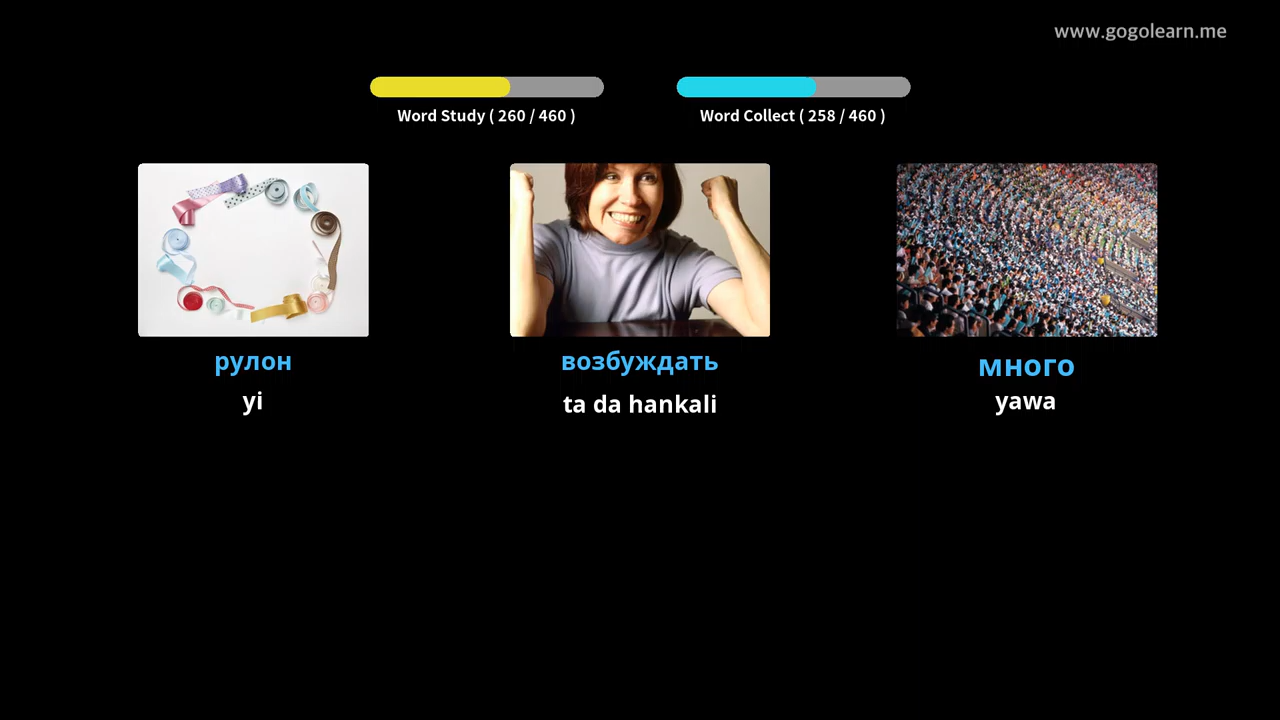 www.gogolearn.me
Word Study ( 260 / 460 )
Word Collect ( 258 / 460 )
рулон
возбуждать
много
yi
ta da hankali
yawa